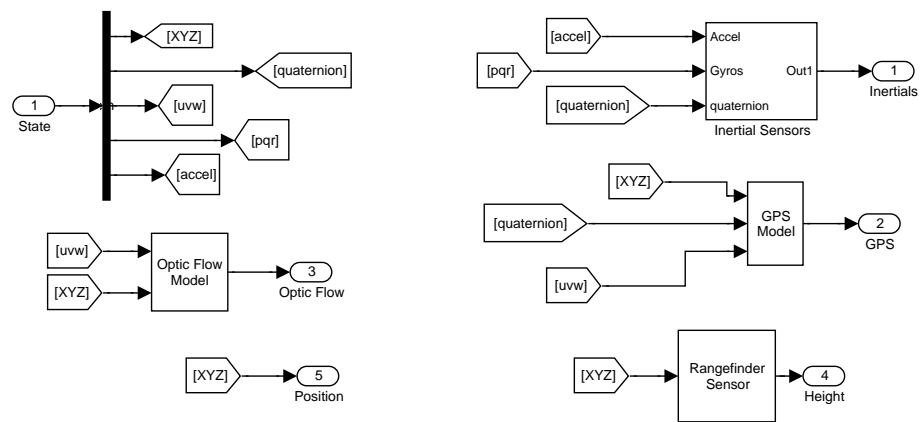 [XYZ]
[quaternion]
1
State
[uvw]
[pqr]
[accel]
[accel]
Accel
[pqr]
Gyros
Out1
1
Inertials
[quaternion]
quaternion
Inertial Sensors
[uvw]
[XYZ]
Optic Flow
Model
3
Optic Flow
[XYZ]
[quaternion]
[uvw]
GPS
Model
2
GPS
[XYZ]
5
Position
[XYZ]
Rangefinder
Sensor
4
Height